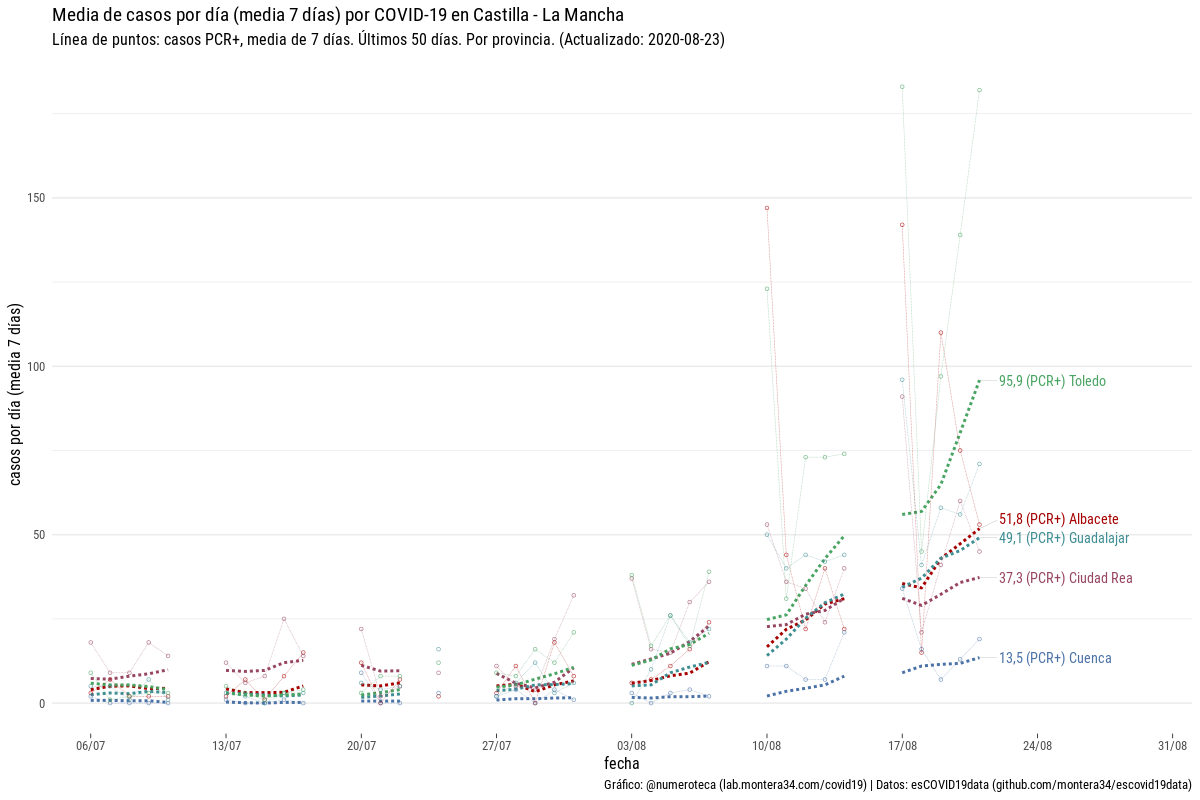 Media de casos por día (media 7 días) por COVID-19 en Castilla - La Mancha
Línea de puntos: casos PCR+, media de 7 días. Últimos 50 días. Por provincia. (Actualizado: 2020-08-23)
casos por día (media 7 días)
150
100
50
0
95,9 (PCR+) Toledo
51,8 (PCR+) Albacete
49,1 (PCR+) Guadalajar
37,3 (PCR+) Ciudad Rea
13,5 (PCR+) Cuenca
06/07
13/07
20/07
27/07
03/08
10/08
17/08
24/08
31/08
fecha
Gráfico: @numeroteca (lab.montera34.com/covid19) | Datos: esCOVID19data (github.com/montera34/escovid19data)